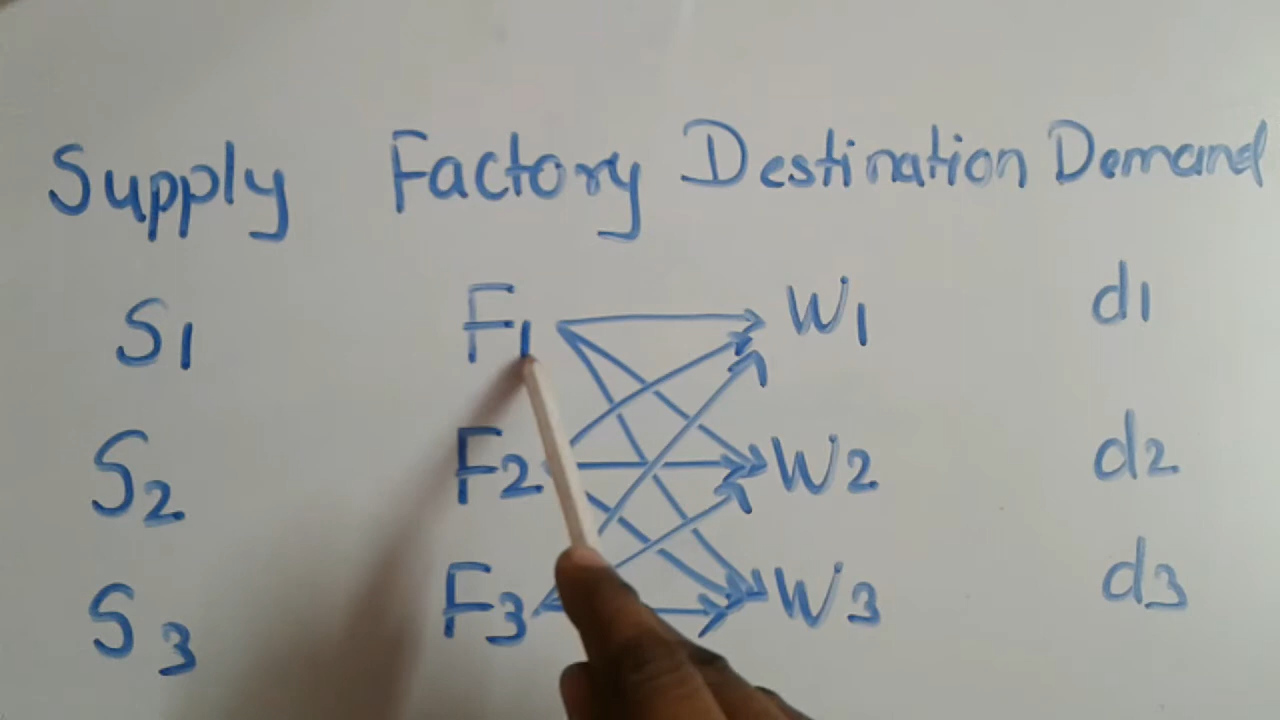 Supply Factory Destination Demand
S1 F1 W1 d1
S2 F2 W2 d2
S3 F3 W3 d3